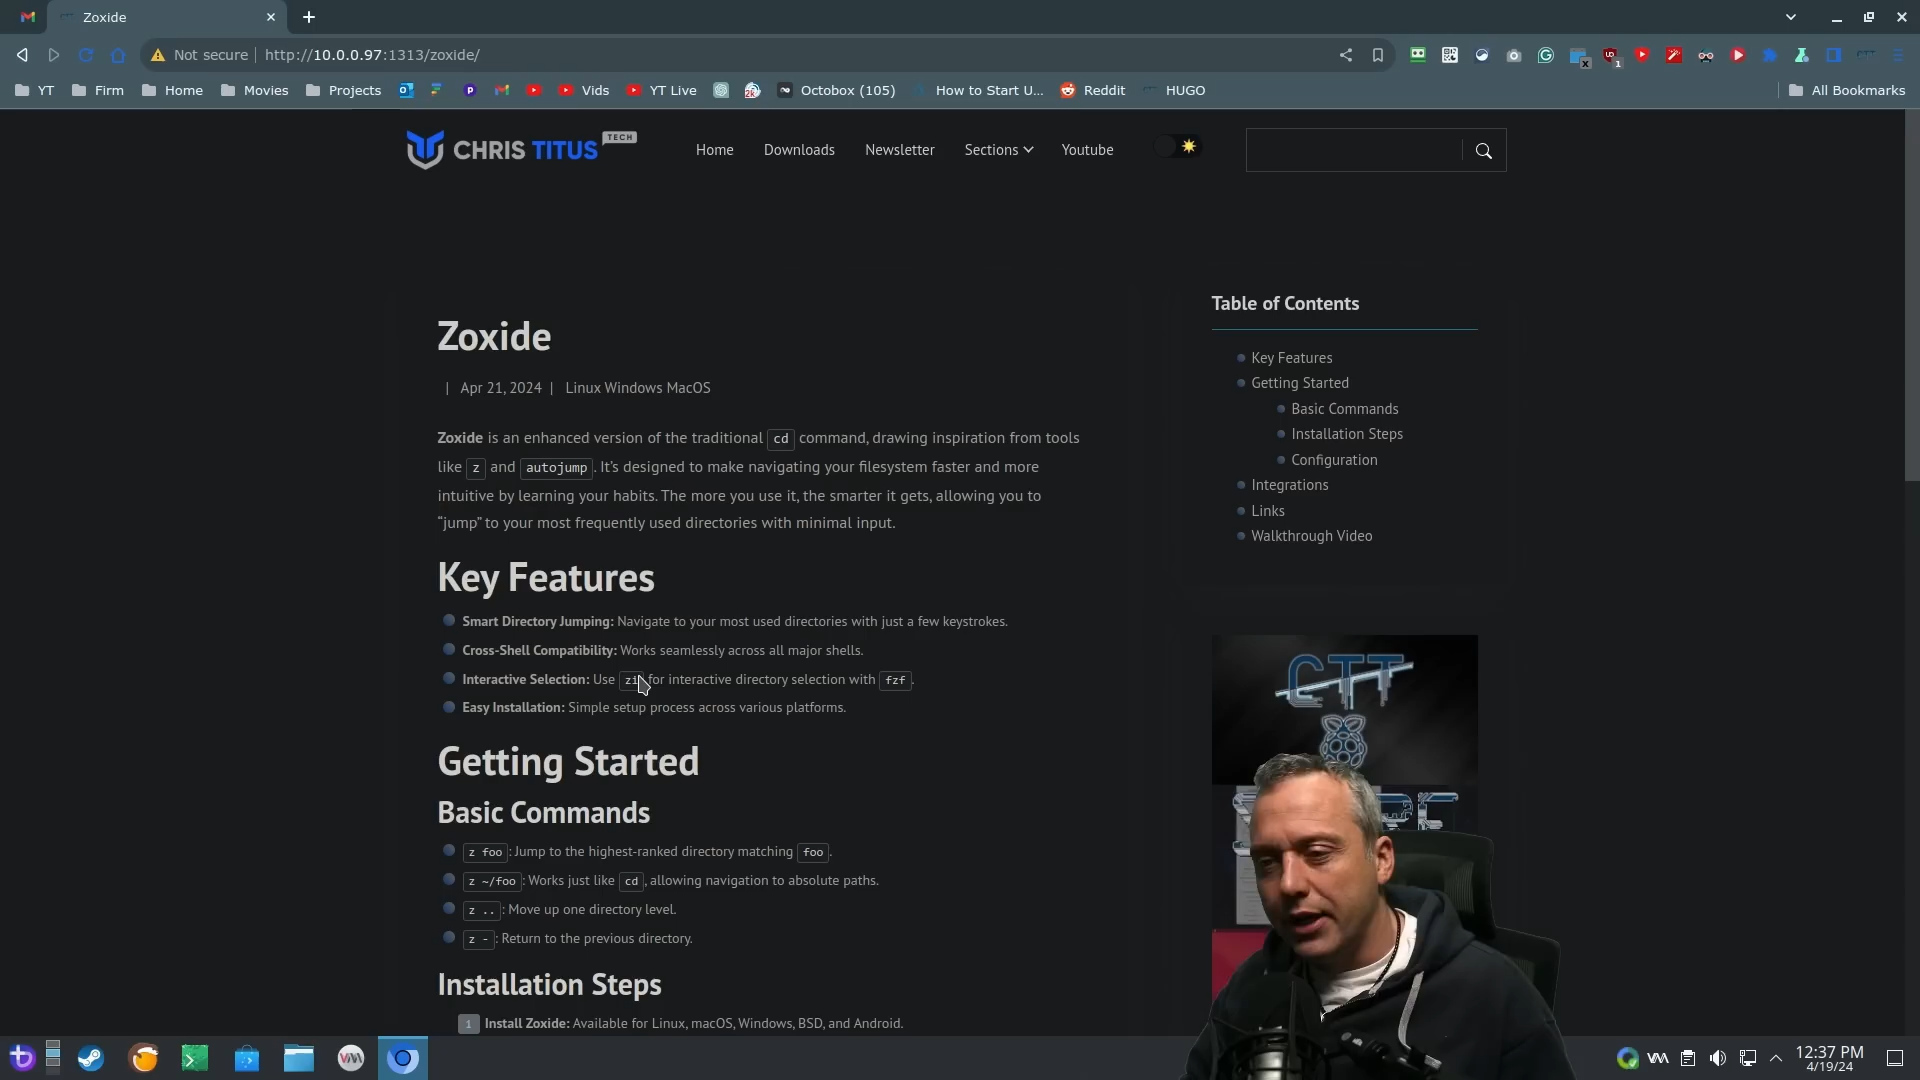 Zoxide
Not secure http://10.0.0.97:1313/zoxide/
YT Firm Home Movies Projects Vids YT Live Octobox (105) How to Start U... Reddit HUGO All Bookmarks
CHRIS TITUS TECH
Home Downloads Newsletter Sections Youtube
Zoxide
| Apr 21, 2024 | Linux Windows MacOS
Zoxide is an enhanced version of the traditional cd command, drawing inspiration from tools
like z and autojump. It’s designed to make navigating your filesystem faster and more
intuitive by learning your habits. The more you use it, the smarter it gets, allowing you to
“jump” to your most frequently used directories with minimal input.
Key Features
Smart Directory Jumping: Navigate to your most used directories with just a few keystrokes.
Cross-Shell Compatibility: Works seamlessly across all major shells.
Interactive Selection: Use zi for interactive directory selection with fzf.
Easy Installation: Simple setup process across various platforms.
Getting Started
Basic Commands
z foo: Jump to the highest-ranked directory matching foo.
z ~/foo: Works just like cd, allowing navigation to absolute paths.
z ..: Move up one directory level.
z -: Return to the previous directory.
Installation Steps
1 Install Zoxide: Available for Linux, macOS, Windows, BSD, and Android.
Table of Contents
Key Features
Getting Started
Basic Commands
Installation Steps
Configuration
Integrations
Links
Walkthrough Video
CTT
12:37 PM
4/19/24